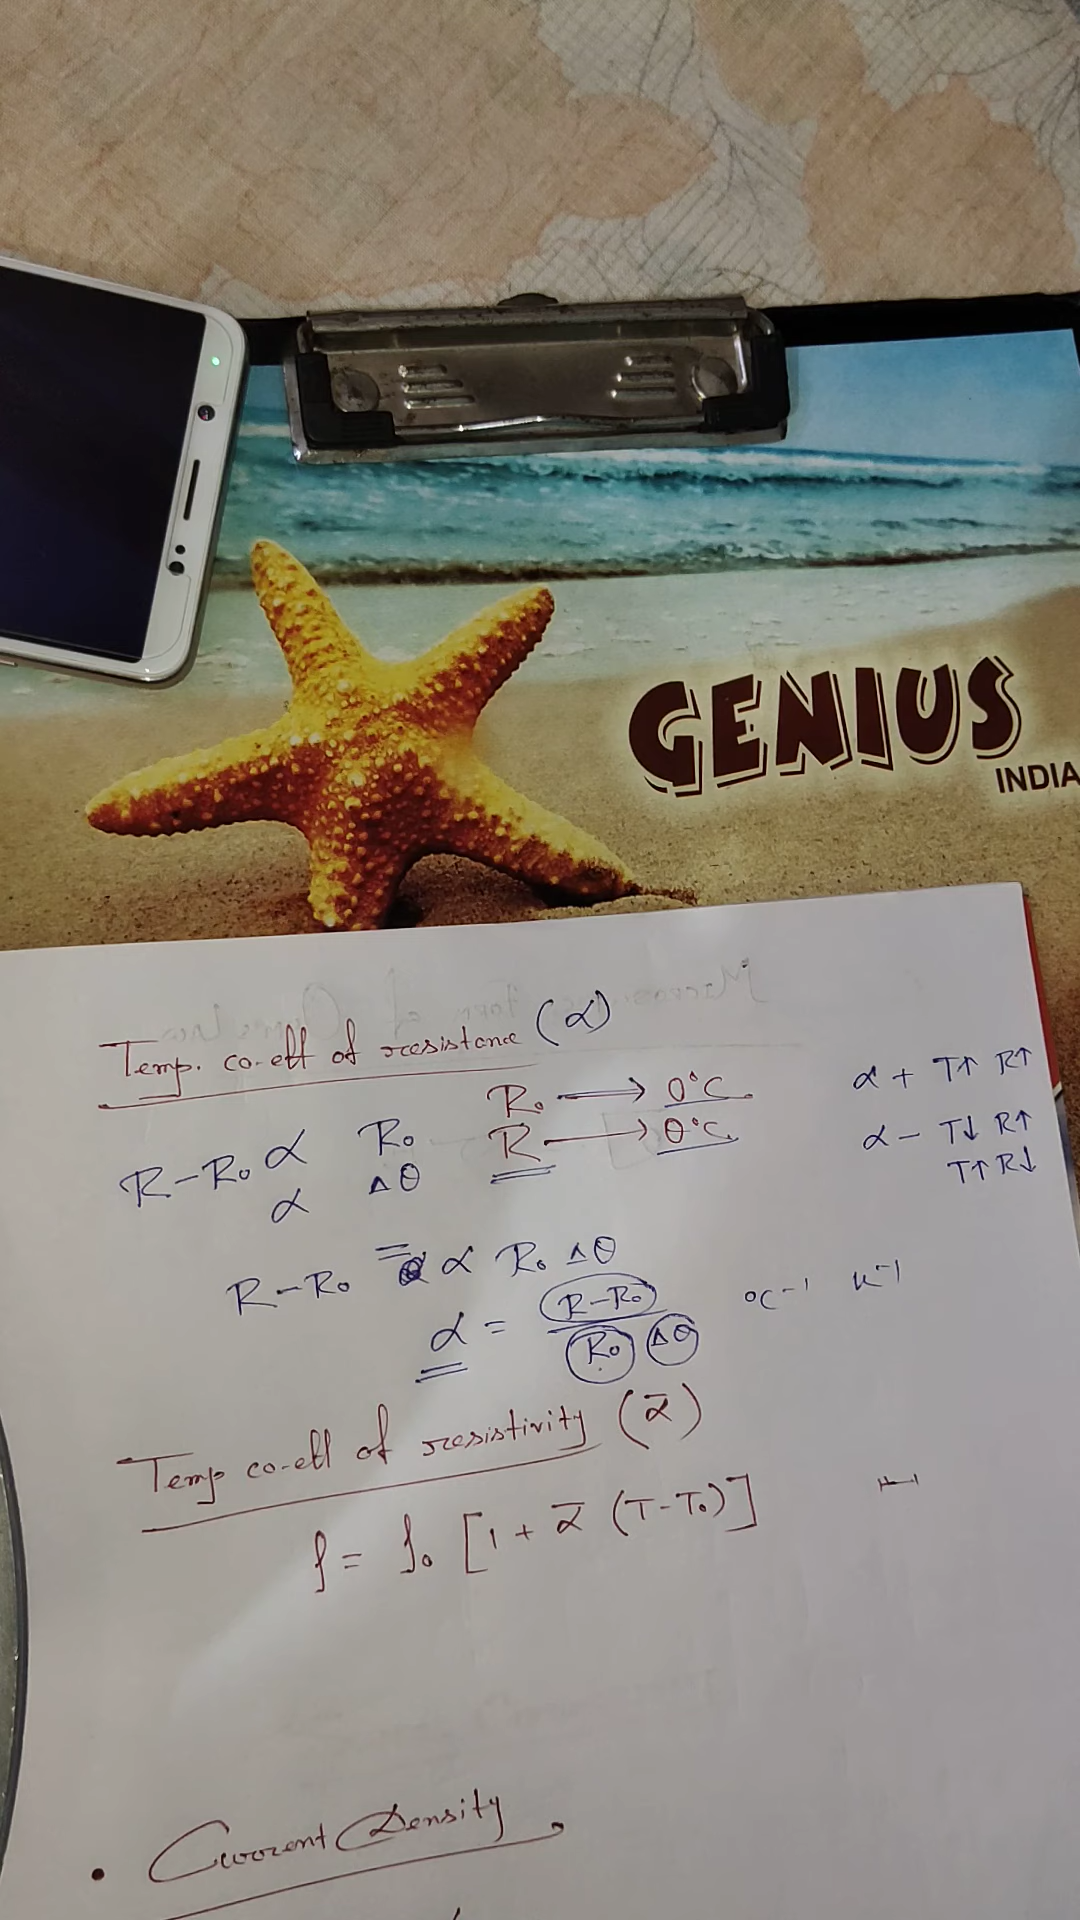 GENIUS
INDIA
Temp. co-eff of resistance (α)
R₀ ⟶ 0°C
R ⟶ θ°C
α + T↑ R↑
α - T↓ R↑
T↑ R↓
R-R₀ ∝ R₀
∝ Δθ
R-R₀ = α R₀ Δθ
α = (R-R₀) / (R₀ Δθ) °C⁻¹ K⁻¹
Temp co-eff of resistivity (ᾱ)
ρ = ρ₀ [1 + ᾱ (T-T₀)]
• Current Density